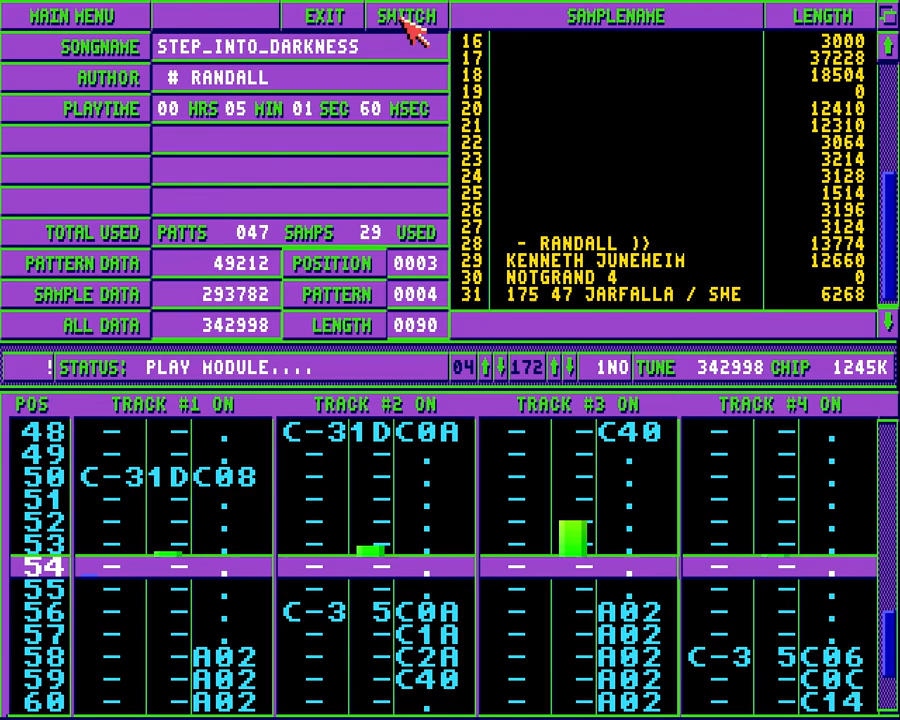 MAIN MENU EXIT SWITCH SAMPLENAME LENGTH
SONGNAME STEP_INTO_DARKNESS
AUTHOR # RANDALL
PLAYTIME 00 HRS 05 MIN 01 SEC 60 MSEC
TOTAL USED PATTS 047 SAMPS 29 USED
PATTERN DATA 49212 POSITION 0003
SAMPLE DATA 293782 PATTERN 0004
ALL DATA 342998 LENGTH 0090
16 3000
17 37228
18 18504
19 0
20 12410
21 12310
22 3064
23 3214
24 3128
25 1514
26 3196
27 3124
28 - RANDALL )) 13774
29 KENNETH JUNEHEIM 12660
30 NOTGRAND 4 0
31 175 47 JARFALLA / SWE 6268
! STATUS: PLAY MODULE.... 04 172 1NO TUNE 342998 CHIP 1245K
POS TRACK #1 ON TRACK #2 ON TRACK #3 ON TRACK #4 ON
48 - - . C-31DC0A - - C40 - - .
49 - - . - - . - - . - - .
50 C-31DC08 - - . - - . - - .
51 - - . - - . - - . - - .
52 - - . - - . - - . - - .
53 - - . - - . - - . - - .
54 - - . - - . - - . - - .
55 - - . - - . - - . - - .
56 - - . C-3 5C0A - - A02 - - .
57 - - . - - C1A - - A02 - - .
58 - - A02 - - C2A - - A02 C-3 5C06
59 - - A02 - - C40 - - A02 - - C0C
60 - - A02 - - . - - A02 - - C14